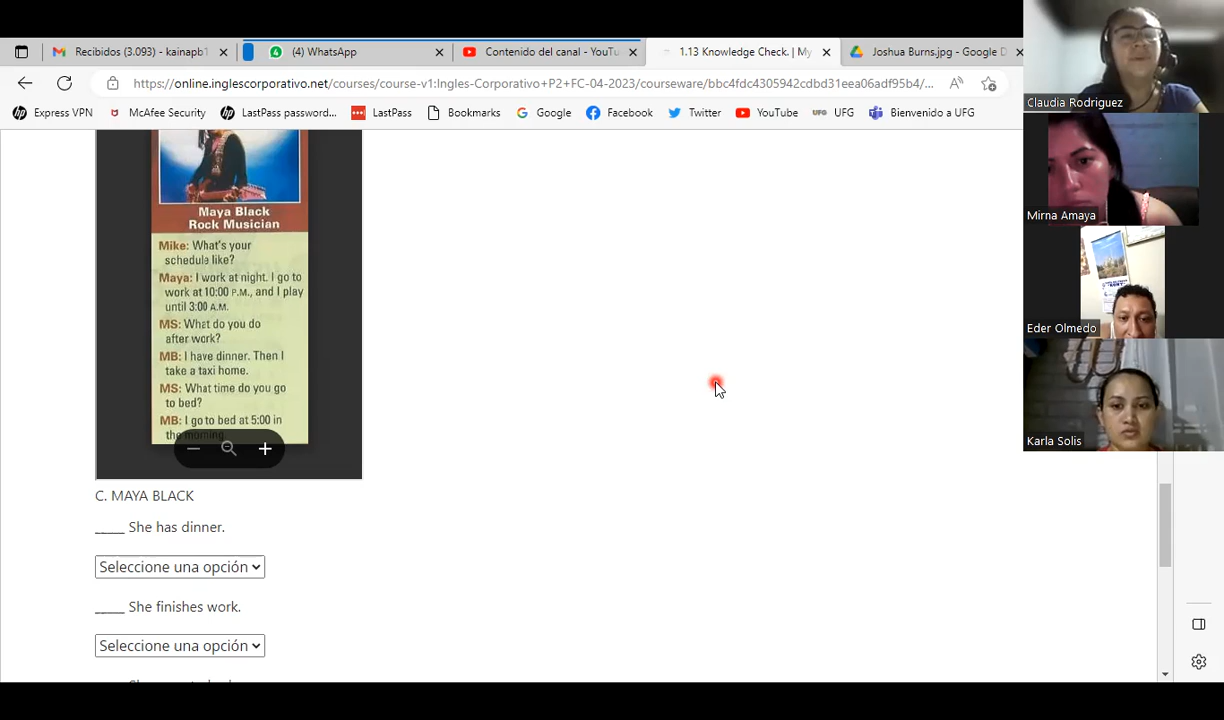 Recibidos (3.093) - kainapb1
(4) WhatsApp
Contenido del canal - YouTu
1.13 Knowledge Check. | My
Joshua Burns.jpg - Google D
https://online.inglescorporativo.net/courses/course-v1:Ingles-Corporativo+P2+FC-04-2023/courseware/bbc4fdc4305942cdbd31eea06adf95b4/...
Express VPN
McAfee Security
LastPass password...
LastPass
Bookmarks
Google
Facebook
Twitter
YouTube
UFG
Bienvenido a UFG
Maya Black
Rock Musician
Mike: What's your
schedule like?
Maya: I work at night. I go to
work at 10:00 P.M., and I play
until 3:00 A.M.
MS: What do you do
after work?
MB: I have dinner. Then I
take a taxi home.
MS: What time do you go
to bed?
MB: I go to bed at 5:00 in
the morning.
C. MAYA BLACK
____ She has dinner.
Seleccione una opción
____ She finishes work.
Seleccione una opción
Claudia Rodriguez
Mirna Amaya
Eder Olmedo
Karla Solis